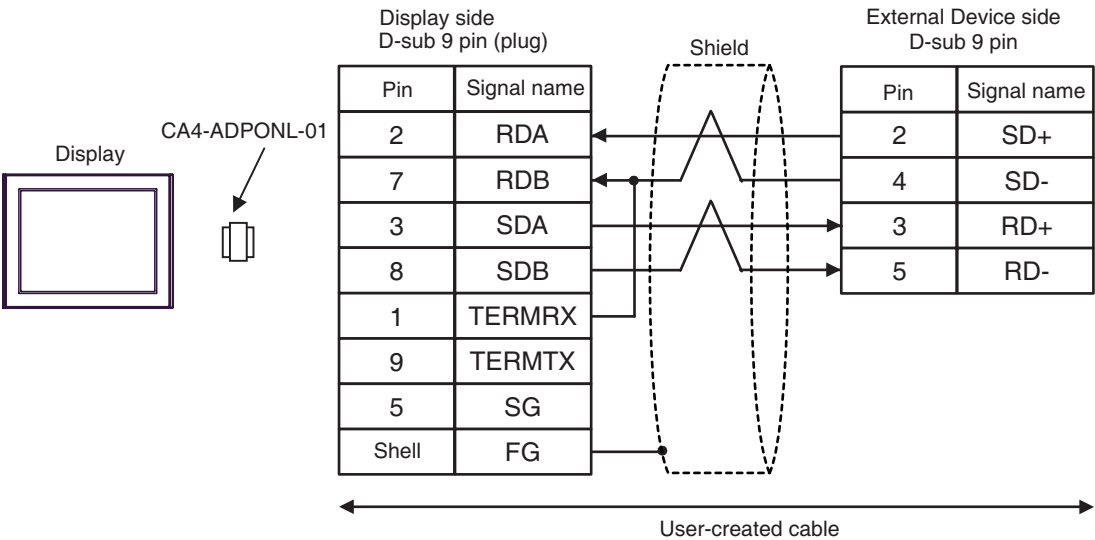 Display side
D-sub 9 pin (plug)
Shield
External Device side
D-sub 9 pin
CA4-ADPONL-01
Display
Pin Signal name
2 RDA
7 RDB
3 SDA
8 SDB
1 TERMRX
9 TERMTX
5 SG
Shell FG
Pin Signal name
2 SD+
4 SD-
3 RD+
5 RD-
User-created cable